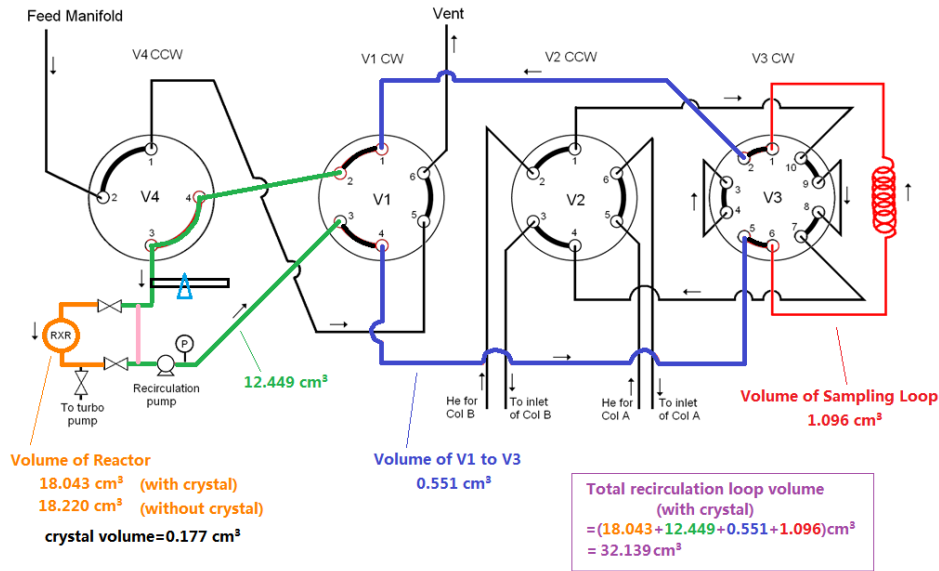 Feed Manifold
Vent
V4 CCW
V1 CW
V2 CCW
V3 CW
1
2
V4
4
3
1
2
6
V1
3
5
4
1
2
6
V2
3
5
4
1
2
10
3
9
V3
4
8
5
6
7
RXR
P
Recirculation
pump
To turbo
pump
12.449 cm³
He for
Col B
To inlet
of Col B
He for
Col A
To inlet
of Col A
Volume of Sampling Loop
1.096 cm³
Volume of Reactor
18.043 cm³ (with crystal)
18.220 cm³ (without crystal)
crystal volume=0.177 cm³
Volume of V1 to V3
0.551 cm³
Total recirculation loop volume
(with crystal)
=(18.043+12.449+0.551+1.096)cm³
= 32.139 cm³